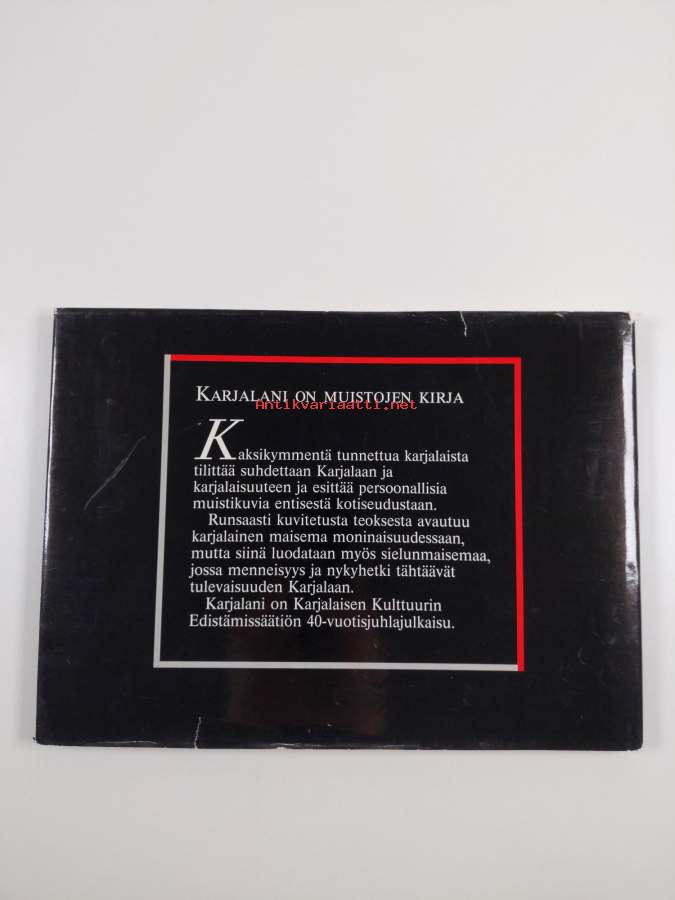 KARJALANI ON MUISTOJEN KIRJA
Antikvariaatti.net
Kaksikymmentä tunnettua karjalaista
tilittää suhdettaan Karjalaan ja
karjalaisuuteen ja esittää persoonallisia
muistikuvia entisestä kotiseudustaan.
Runsaasti kuvitetusta teoksesta avautuu
karjalainen maisema moninaisuudessaan,
mutta siinä luodataan myös sielunmaisemaa,
jossa menneisyys ja nykyhetki tähtäävät
tulevaisuuden Karjalaan.
Karjalani on Karjalaisen Kulttuurin
Edistämissäätiön 40-vuotisjuhlajulkaisu.